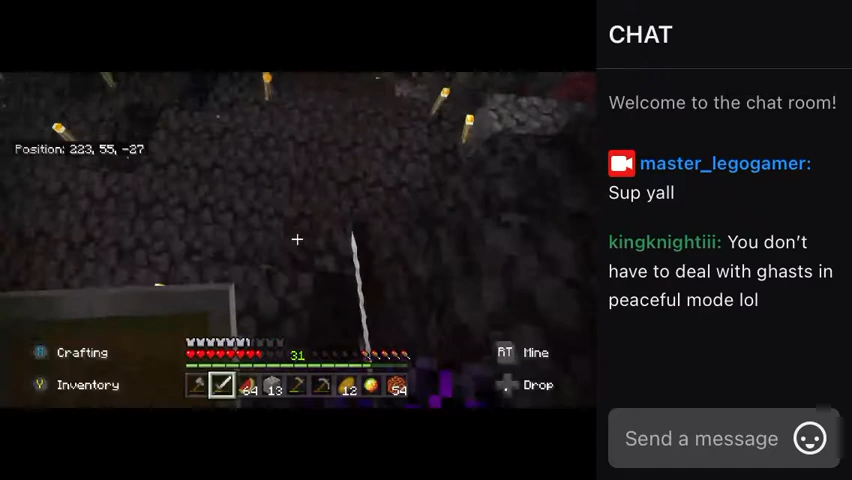 CHAT
Welcome to the chat room!
master_legogamer:
Sup yall
kingknightiii: You don't
have to deal with ghasts in
peaceful mode lol
Send a message
Position: 223, 55, -27
X Crafting
Y Inventory
31
RT Mine
Drop
64 13 12 54